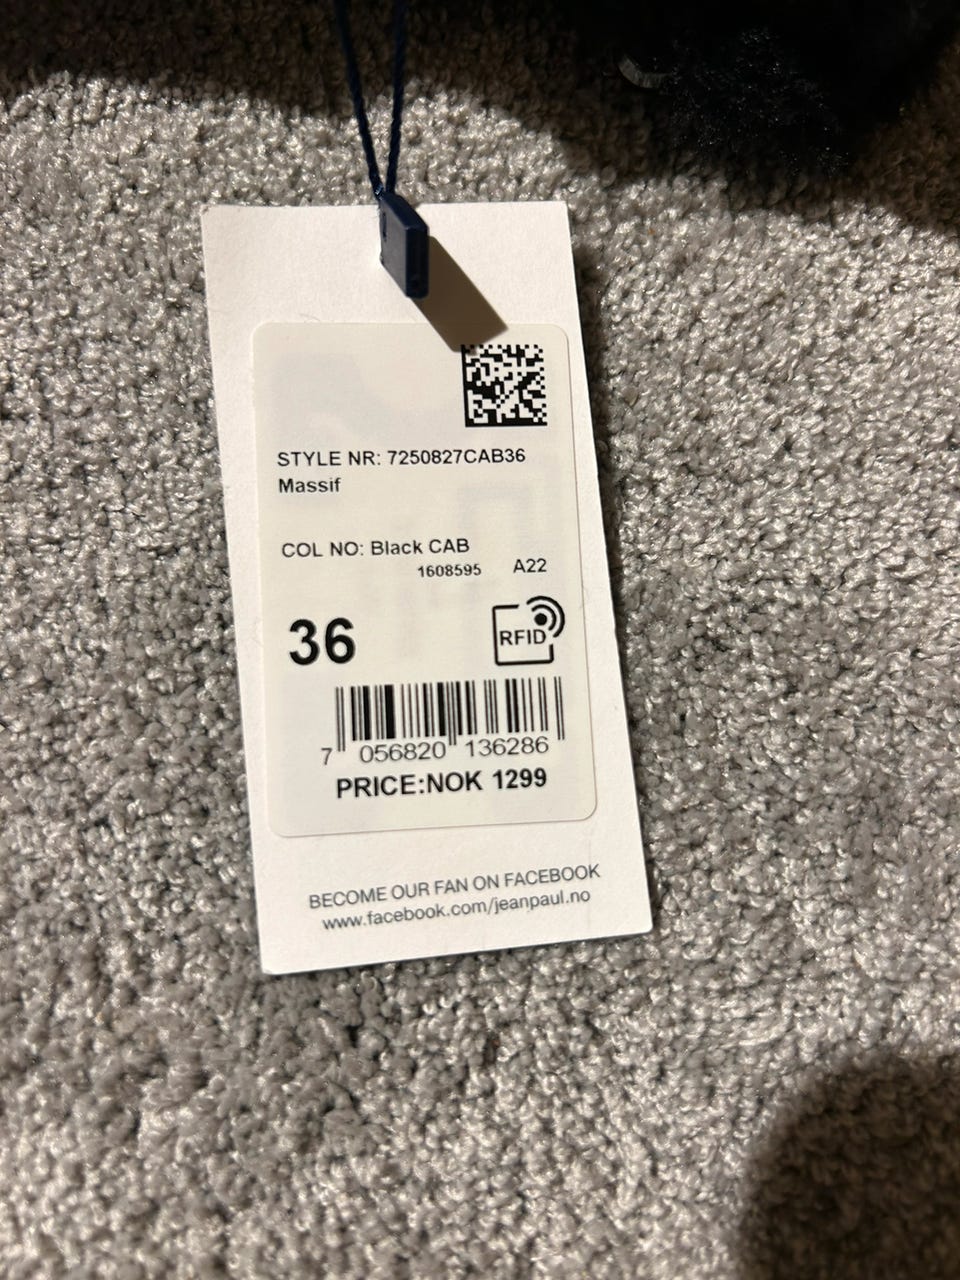 STYLE NR: 7250827CAB36
Massif
COL NO: Black CAB
1608595 A22
36
RFID
7 056820 136286
PRICE:NOK 1299
BECOME OUR FAN ON FACEBOOK
www.facebook.com/jeanpaul.no